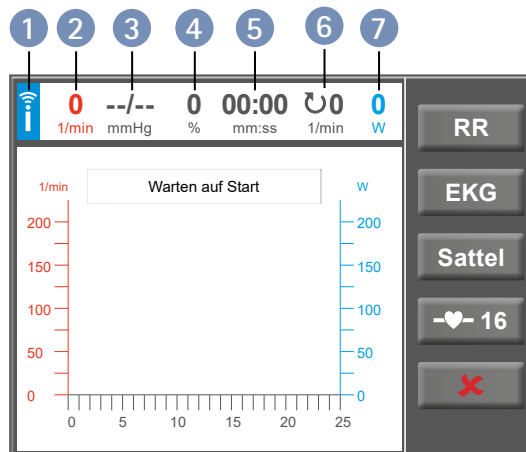 1 2 3 4 5 6 7
i 0 --/-- 0 00:00 0 0
1/min mmHg % mm:ss 1/min W
RR
1/min Warten auf Start W
EKG
200 200
150 150
Sattel
100 100
16
50 50
0 0
0 5 10 15 20 25